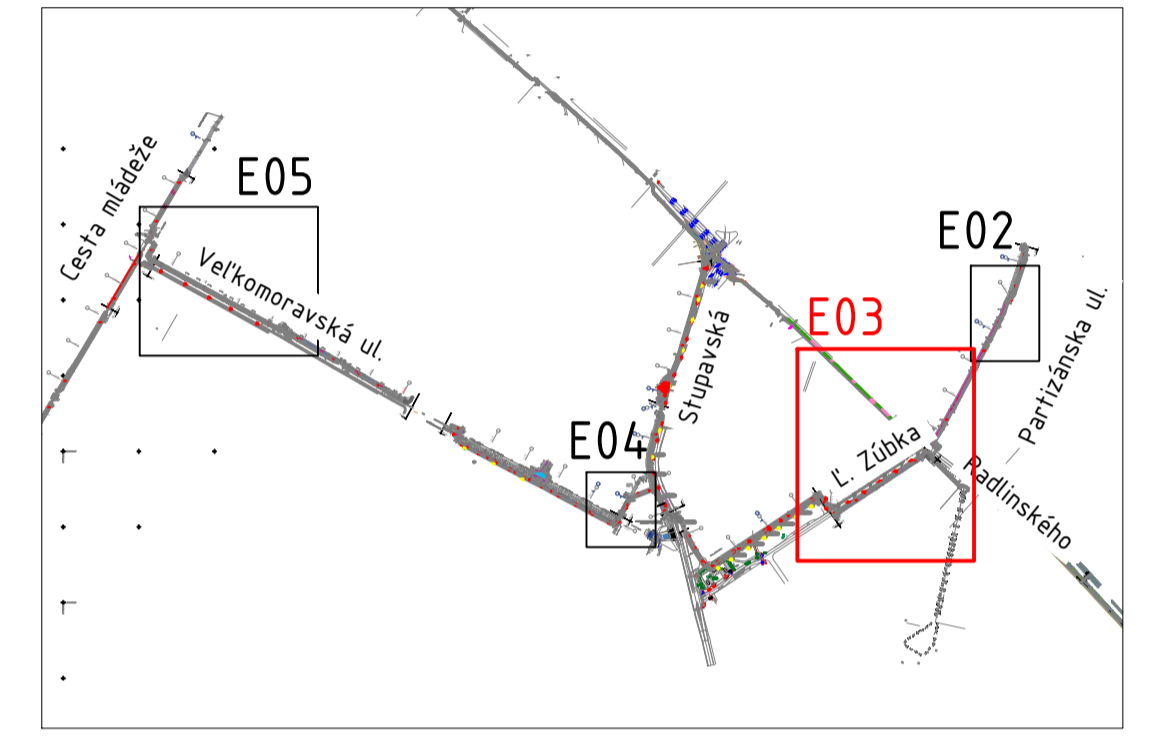 Cesta mládeže
E05
Veľkomoravská ul.
E04
Stupavská
E03
Ľ. Zúbka
E02
Partizánska ul.
Radlinského